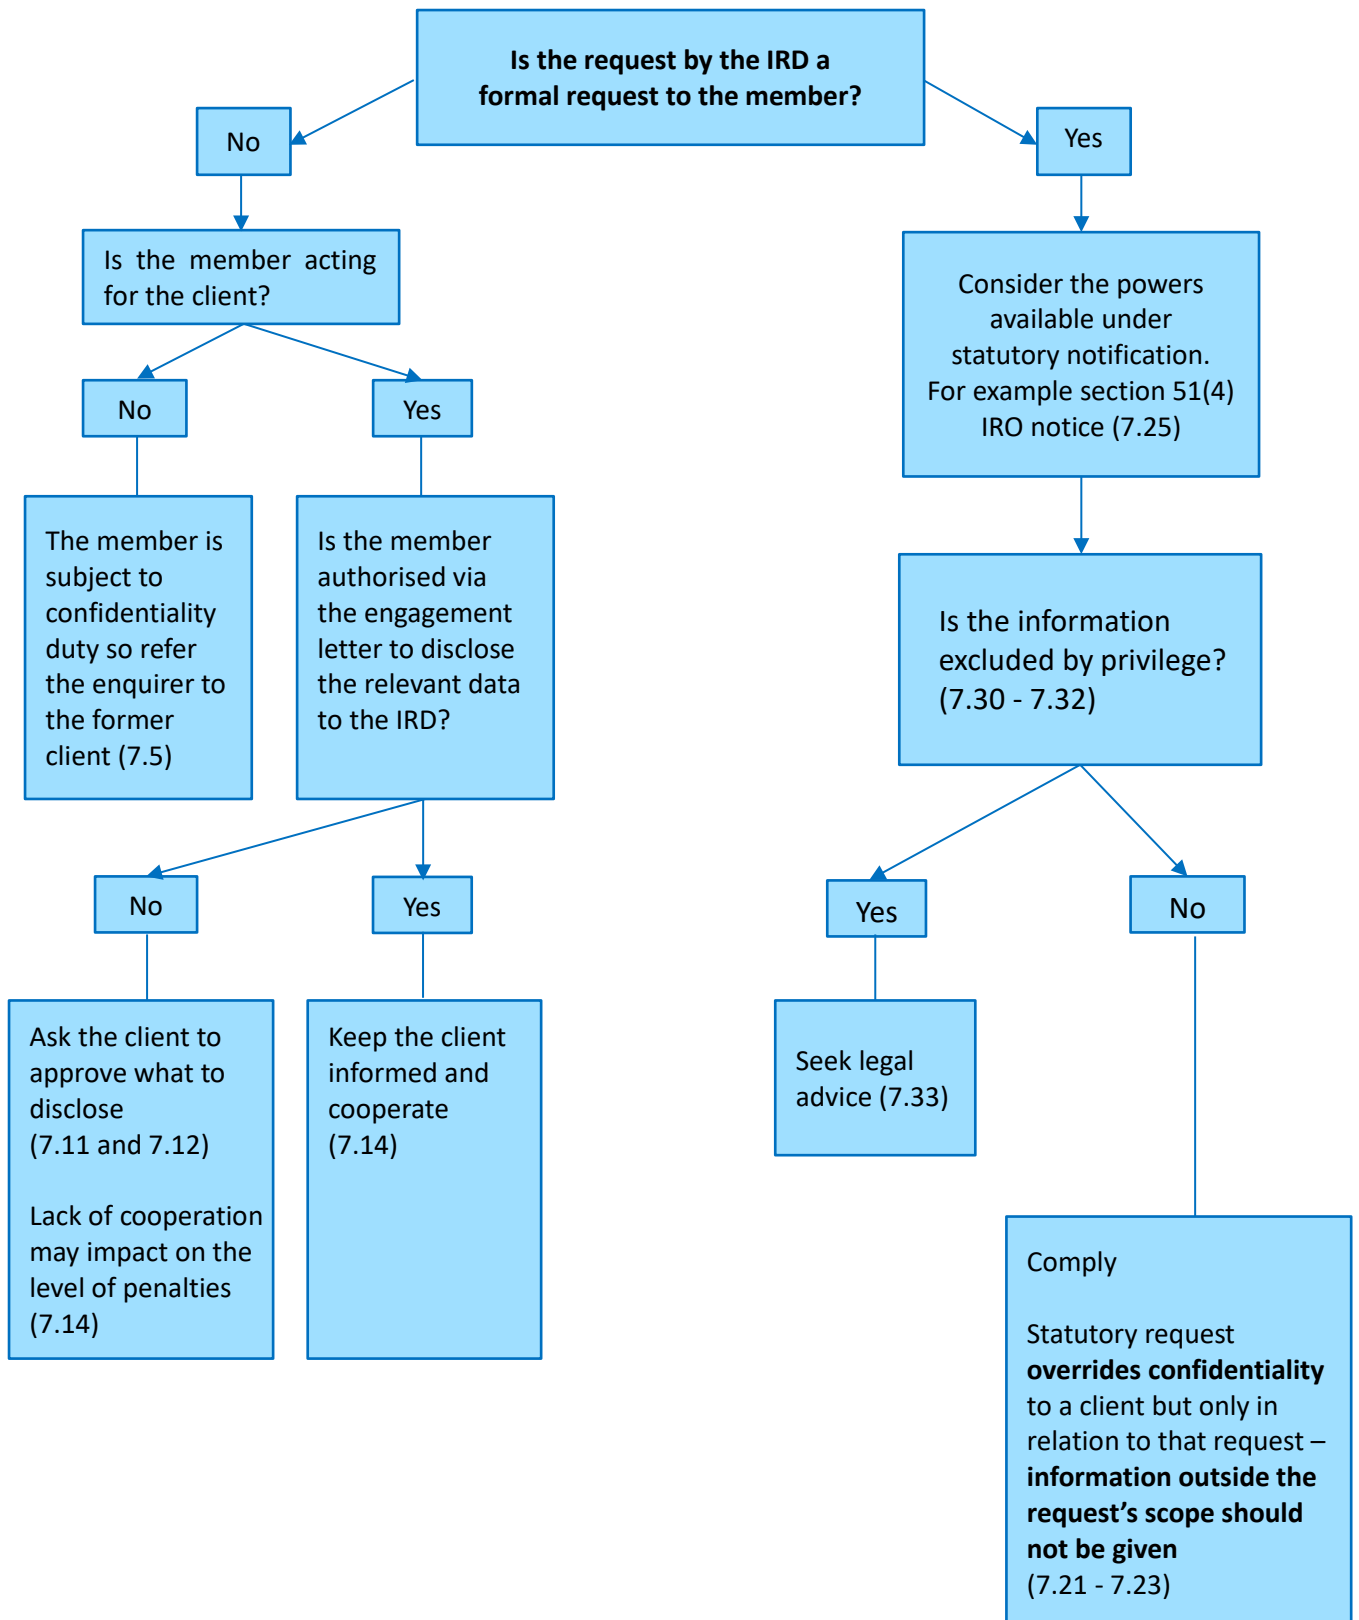 Is the request by the IRD a
formal request to the member?
No
Yes
Is the member acting
for the client?
Consider the powers
available under
statutory notification.
For example section 51(4)
IRO notice (7.25)
No
Yes
The member is
subject to
confidentiality
duty so refer
the enquirer to
the former
client (7.5)
Is the member
authorised via
the engagement
letter to disclose
the relevant data
to the IRD?
Is the information
excluded by privilege?
(7.30 - 7.32)
No
Yes
Yes
No
Ask the client to
approve what to
disclose
(7.11 and 7.12)
Lack of cooperation
may impact on the
level of penalties
(7.14)
Keep the client
informed and
cooperate
(7.14)
Seek legal
advice (7.33)
Comply
Statutory request
overrides confidentiality
to a client but only in
relation to that request –
information outside the
request’s scope should
not be given
(7.21 - 7.23)